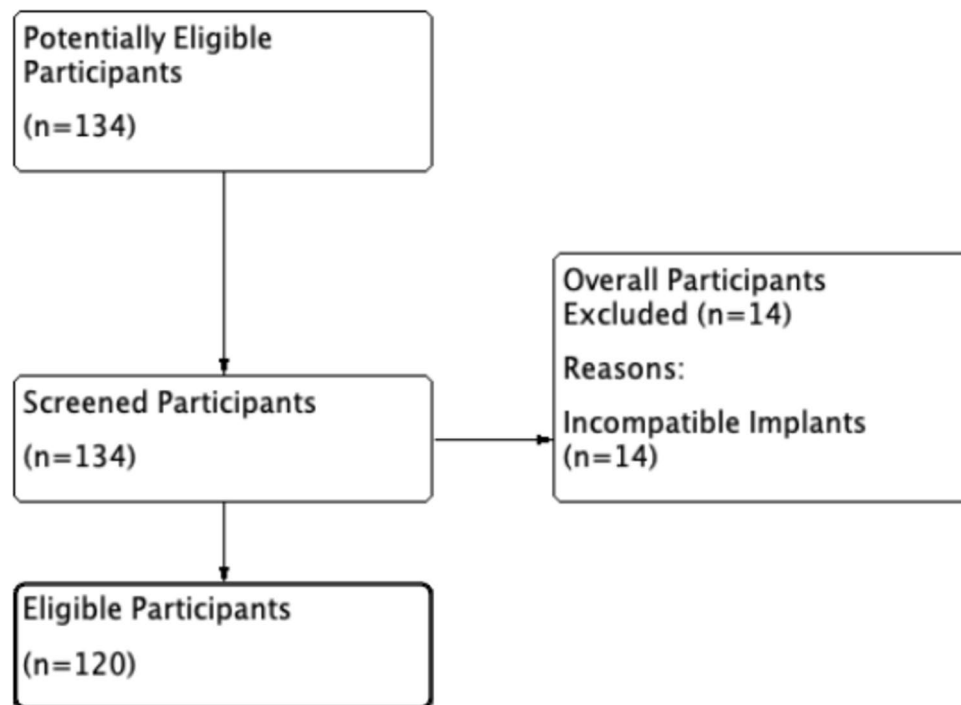 Potentially Eligible
Participants
(n=134)
Screened Participants
(n=134)
Overall Participants
Excluded (n=14)
Reasons:
Incompatible Implants
(n=14)
Eligible Participants
(n=120)